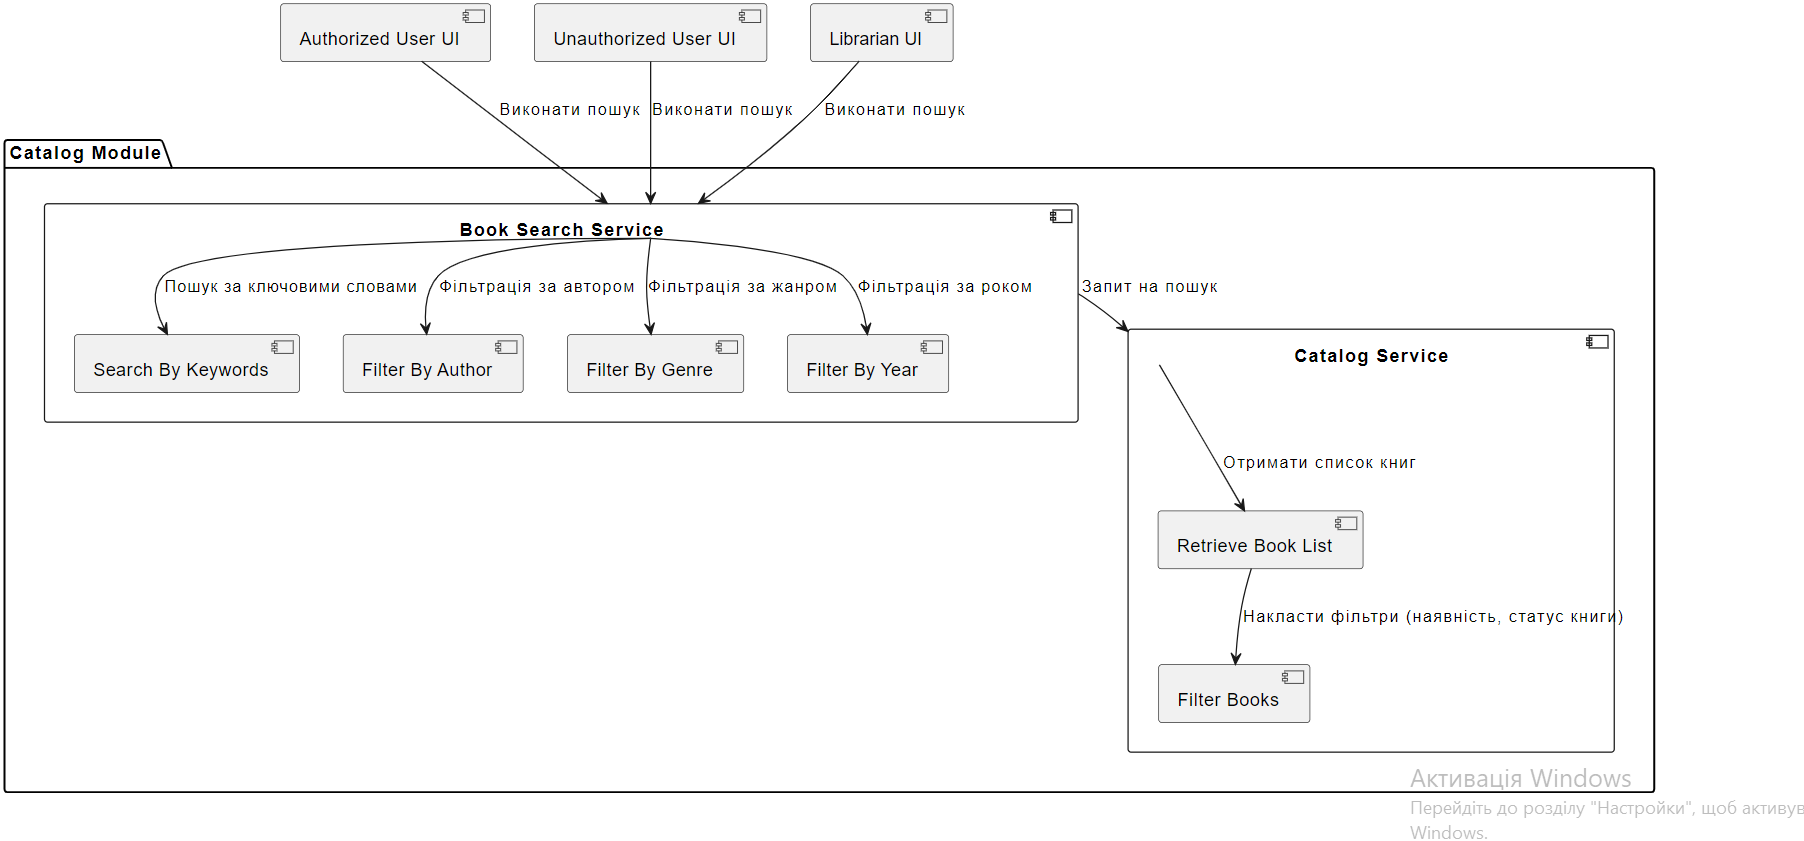 Authorized User UI
Unauthorized User UI
Librarian UI
Виконати пошук
Виконати пошук
Виконати пошук
Catalog Module
Book Search Service
Пошук за ключовими словами
Фільтрація за автором
Фільтрація за жанром
Фільтрація за роком
Запит на пошук
Search By Keywords
Filter By Author
Filter By Genre
Filter By Year
Catalog Service
Отримати список книг
Retrieve Book List
Накласти фільтри (наявність, статус книги)
Filter Books
Активація Windows
Перейдіть до розділу "Настройки", щоб активув
Windows.